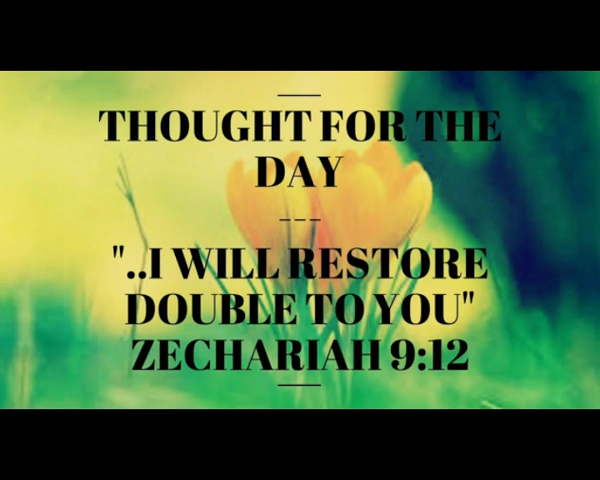 THOUGHT FOR THE
DAY
---
"..I WILL RESTORE
DOUBLE TO YOU"
ZECHARIAH 9:12